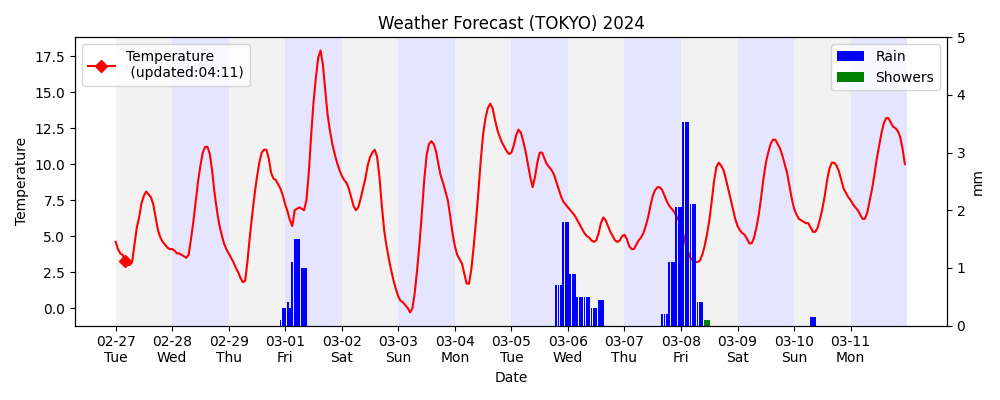 Weather Forecast (TOKYO) 2024
Temperature
(updated:04:11)
Rain
Showers
Temperature
17.5
15.0
12.5
10.0
7.5
5.0
2.5
0.0
5
4
3
2
1
0
mm
02-27 02-28 02-29 03-01 03-02 03-03 03-04 03-05 03-06 03-07 03-08 03-09 03-10 03-11
Tue Wed Thu Fri Sat Sun Mon Tue Wed Thu Fri Sat Sun Mon
Date